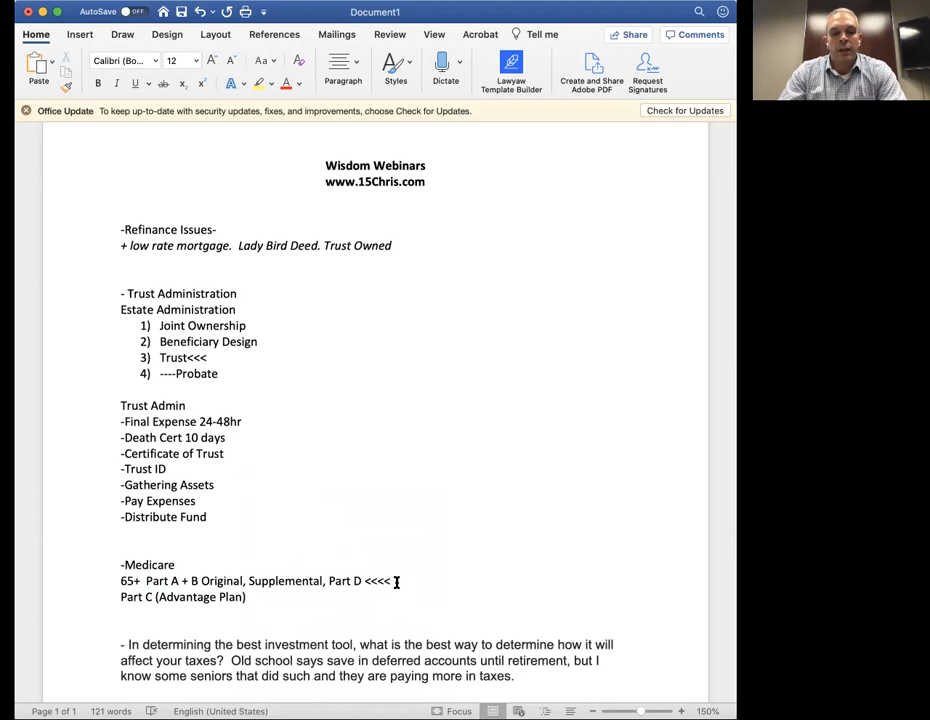 AutoSave OFF Document1
Home Insert Draw Design Layout References Mailings Review View Acrobat Tell me Share Comments
Calibri (Bo... 12 Aa
Paste B I U ab x₂ x² A A Paragraph Styles Dictate Lawyaw Template Builder Create and Share Adobe PDF Request Signatures
Office Update To keep up-to-date with security updates, fixes, and improvements, choose Check for Updates. Check for Updates
Wisdom Webinars
www.15Chris.com
-Refinance Issues-
+ low rate mortgage. Lady Bird Deed. Trust Owned
- Trust Administration
Estate Administration
1) Joint Ownership
2) Beneficiary Design
3) Trust<<<
4) ----Probate
Trust Admin
-Final Expense 24-48hr
-Death Cert 10 days
-Certificate of Trust
-Trust ID
-Gathering Assets
-Pay Expenses
-Distribute Fund
-Medicare
65+ Part A + B Original, Supplemental, Part D <<<<
Part C (Advantage Plan)
- In determining the best investment tool, what is the best way to determine how it will
affect your taxes? Old school says save in deferred accounts until retirement, but I
know some seniors that did such and they are paying more in taxes.
Page 1 of 1 121 words English (United States) Focus 150%